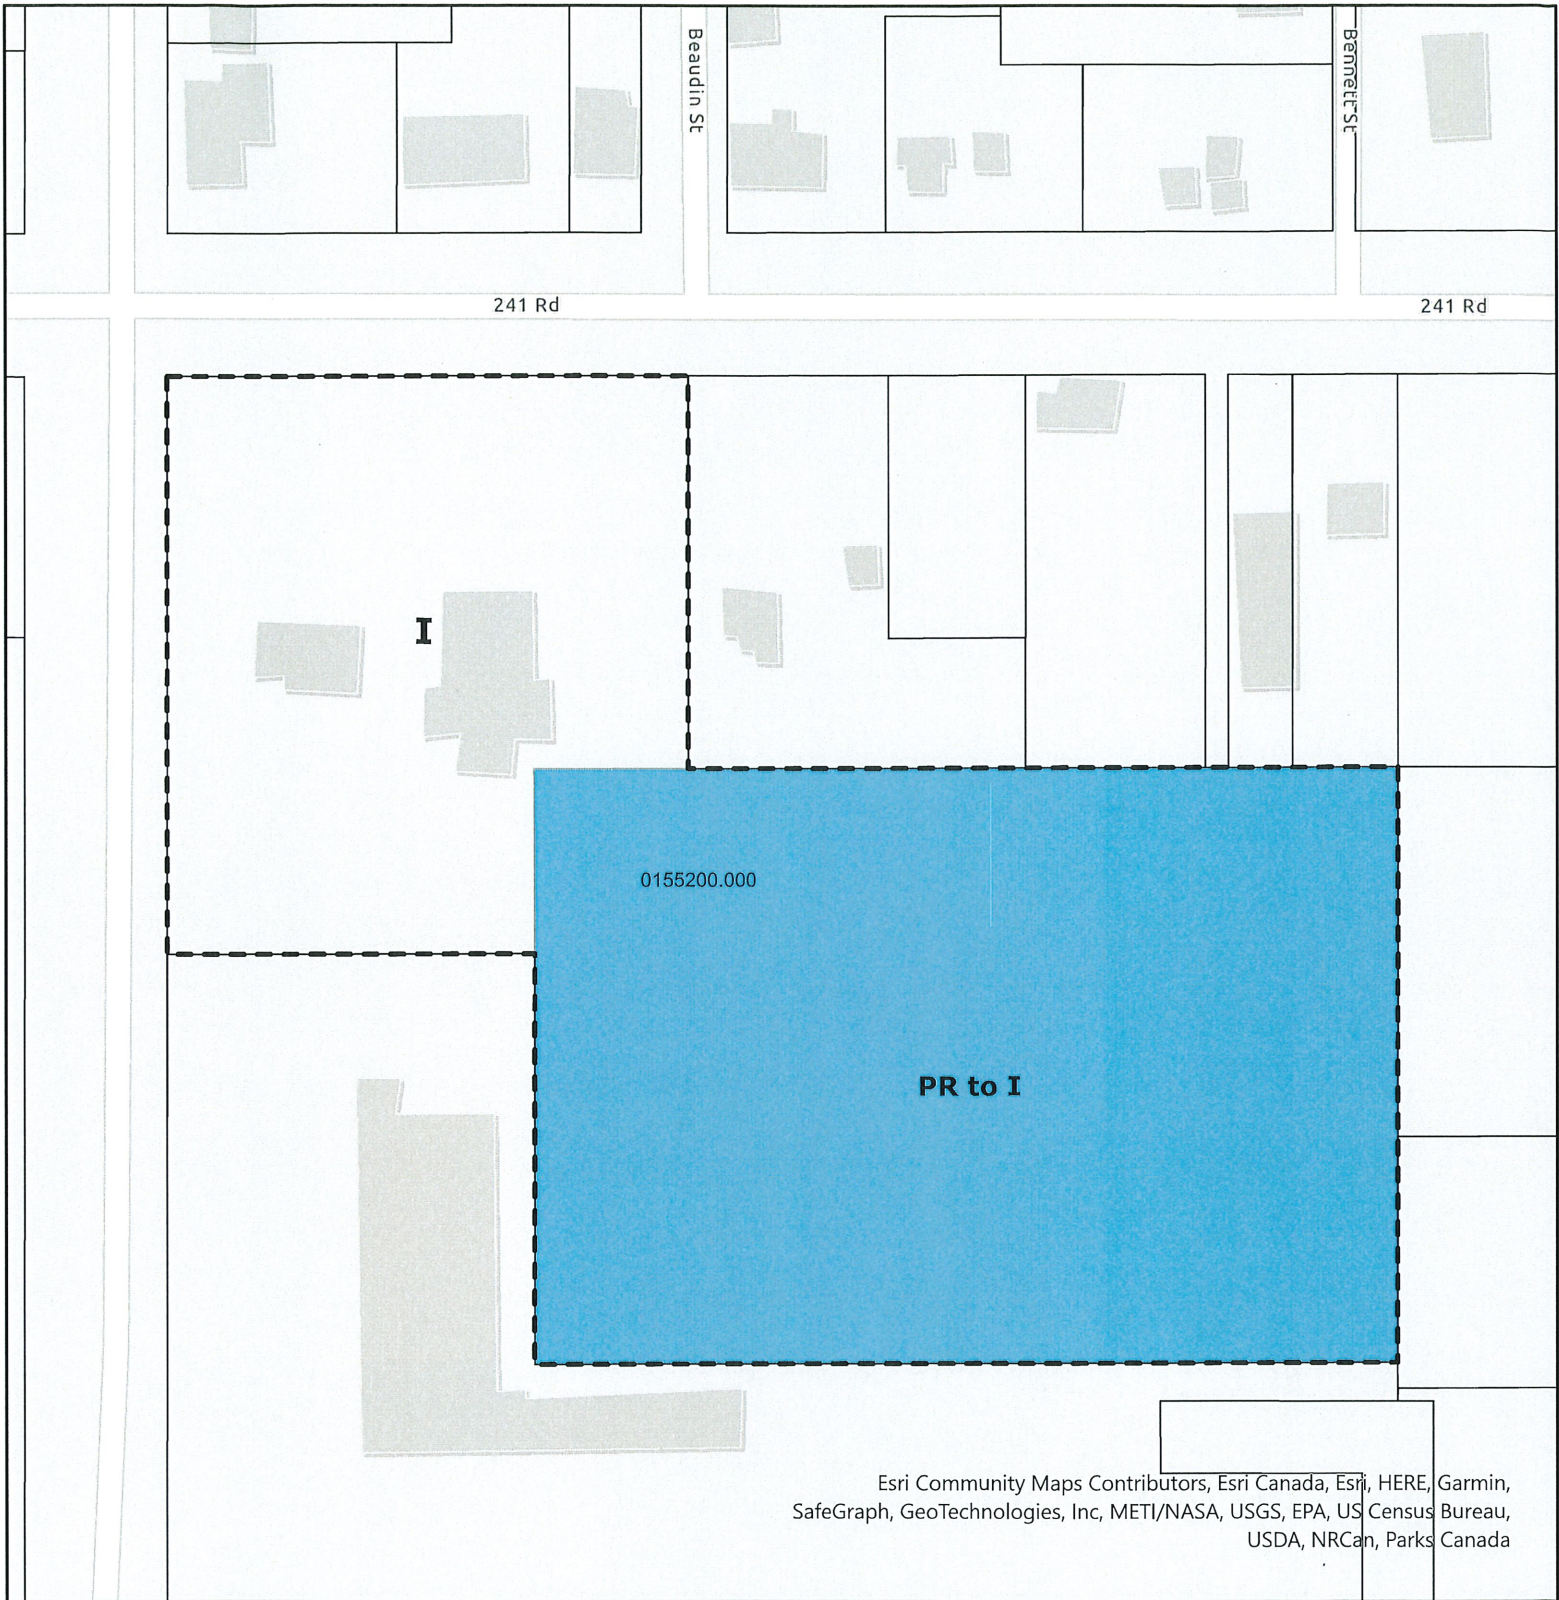 Beaudin St
Bennett St
241 Rd
241 Rd
I
0155200.000
PR to I
Esri Community Maps Contributors, Esri Canada, Esri, HERE, Garmin,
SafeGraph, GeoTechnologies, Inc, METI/NASA, USGS, EPA, US Census Bureau,
USDA, NRCan, Parks Canada